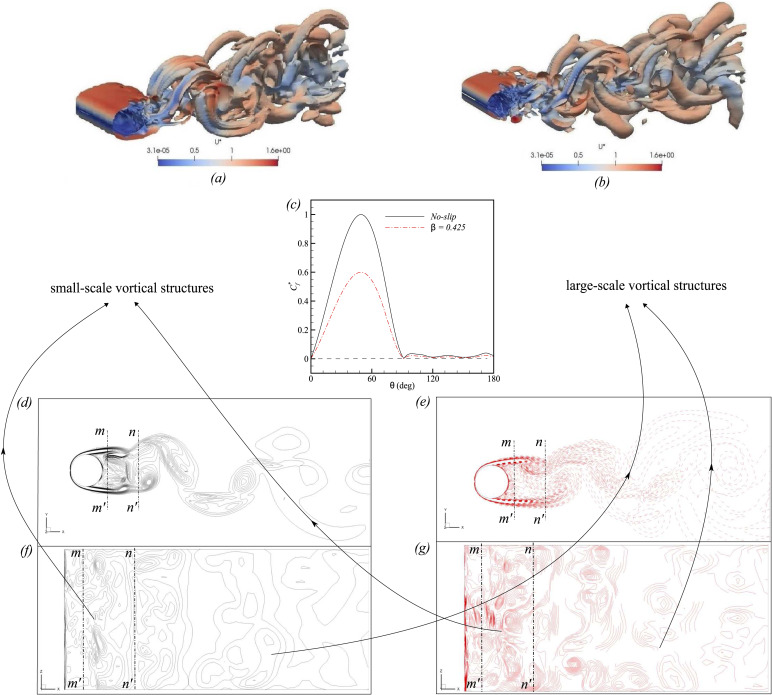 U*
3.1e-05 0.5 1 1.6e+00
(a)
U*
3.1e-05 0.5 1 1.6e+00
(b)
(c)
No-slip
β = 0.425
1
0.8
0.6
0.4
0.2
0
C*f
0 60 120 180
θ (deg)
small-scale vortical structures
large-scale vortical structures
(d)
m n
m' n'
Y
Z X
(e)
m n
m' n'
Y
Z X
(f)
m n
m' n'
Z
Y X
(g)
m n
m' n'
Z
Y X